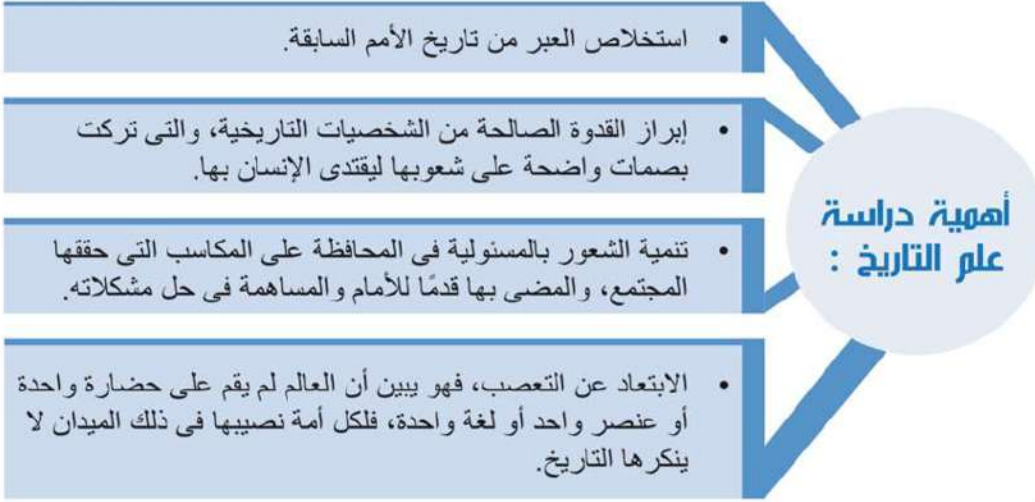 أهمية دراسة
علم التاريخ :
• استخلاص العبر من تاريخ الأمم السابقة.
• إبراز القدوة الصالحة من الشخصيات التاريخية، والتى تركت
بصمات واضحة على شعوبها ليقتدى الإنسان بها.
• تنمية الشعور بالمسئولية فى المحافظة على المكاسب التى حققها
المجتمع، والمضى بها قدمًا للأمام والمساهمة فى حل مشكلاته.
• الابتعاد عن التعصب، فهو يبين أن العالم لم يقم على حضارة واحدة
أو عنصر واحد أو لغة واحدة، فلكل أمة نصيبها فى ذلك الميدان لا
ينكرها التاريخ.